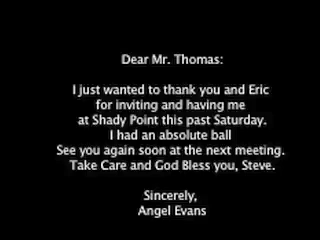 Dear Mr. Thomas:
I just wanted to thank you and Eric
for inviting and having me
at Shady Point this past Saturday.
I had an absolute ball
See you again soon at the next meeting.
Take Care and God Bless you, Steve.
Sincerely,
Angel Evans